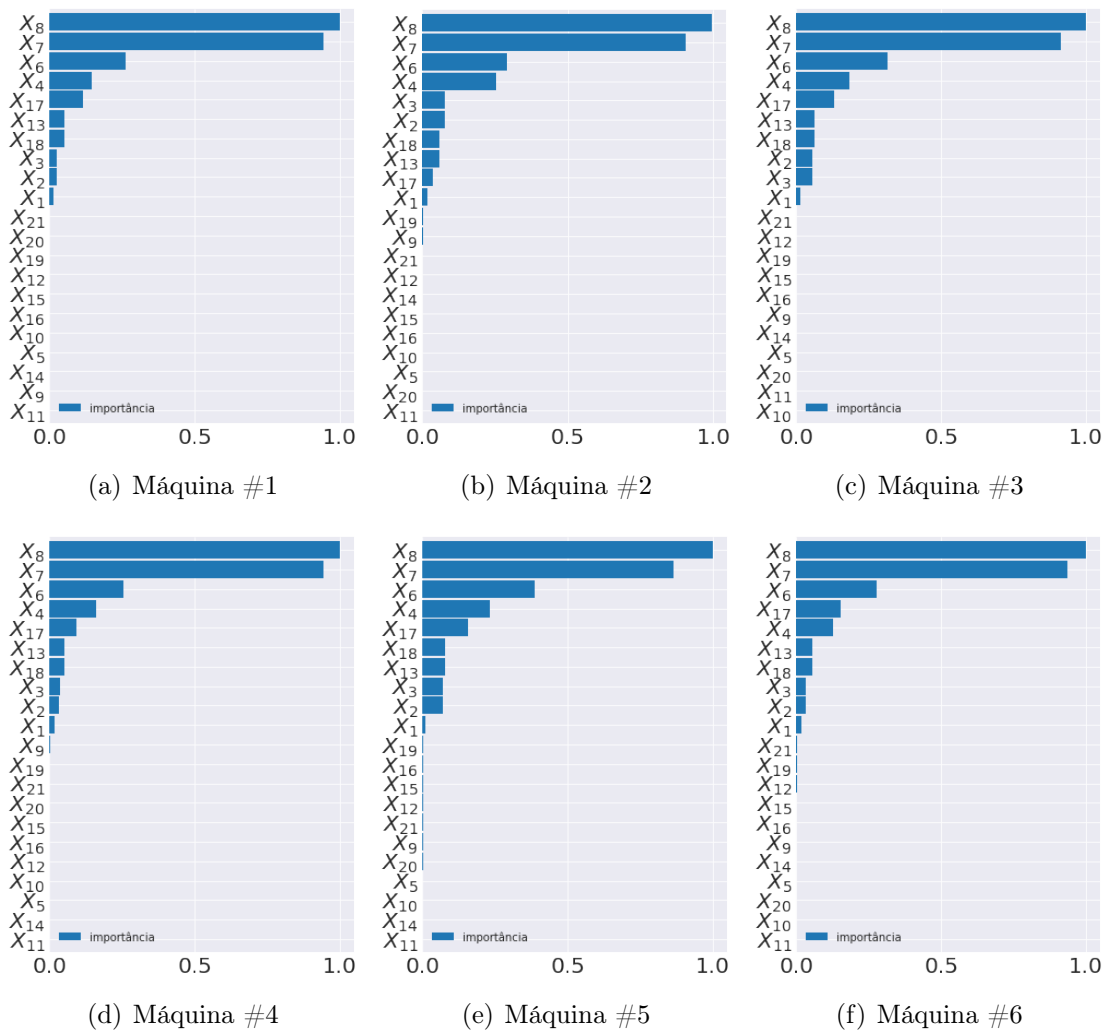 X8
X7
X6
X4
X17
X13
X18
X3
X2
X1
X21
X20
X19
X12
X15
X16
X10
X5
X14
X9
X11
importância
0.0 0.5 1.0
(a) Máquina #1
X8
X7
X6
X4
X3
X2
X18
X13
X17
X1
X19
X9
X21
X12
X14
X15
X16
X10
X5
X20
X11
importância
0.0 0.5 1.0
(b) Máquina #2
X8
X7
X6
X4
X17
X13
X18
X2
X3
X1
X21
X12
X19
X15
X16
X9
X14
X5
X20
X11
X10
importância
0.0 0.5 1.0
(c) Máquina #3
X8
X7
X6
X4
X17
X13
X18
X3
X2
X1
X9
X19
X21
X20
X15
X16
X12
X10
X5
X14
X11
importância
0.0 0.5 1.0
(d) Máquina #4
X8
X7
X6
X4
X17
X18
X13
X3
X2
X1
X19
X16
X15
X12
X21
X9
X20
X5
X10
X14
X11
importância
0.0 0.5 1.0
(e) Máquina #5
X8
X7
X6
X17
X4
X13
X18
X3
X2
X1
X21
X19
X12
X15
X16
X9
X14
X5
X20
X10
X11
importância
0.0 0.5 1.0
(f) Máquina #6